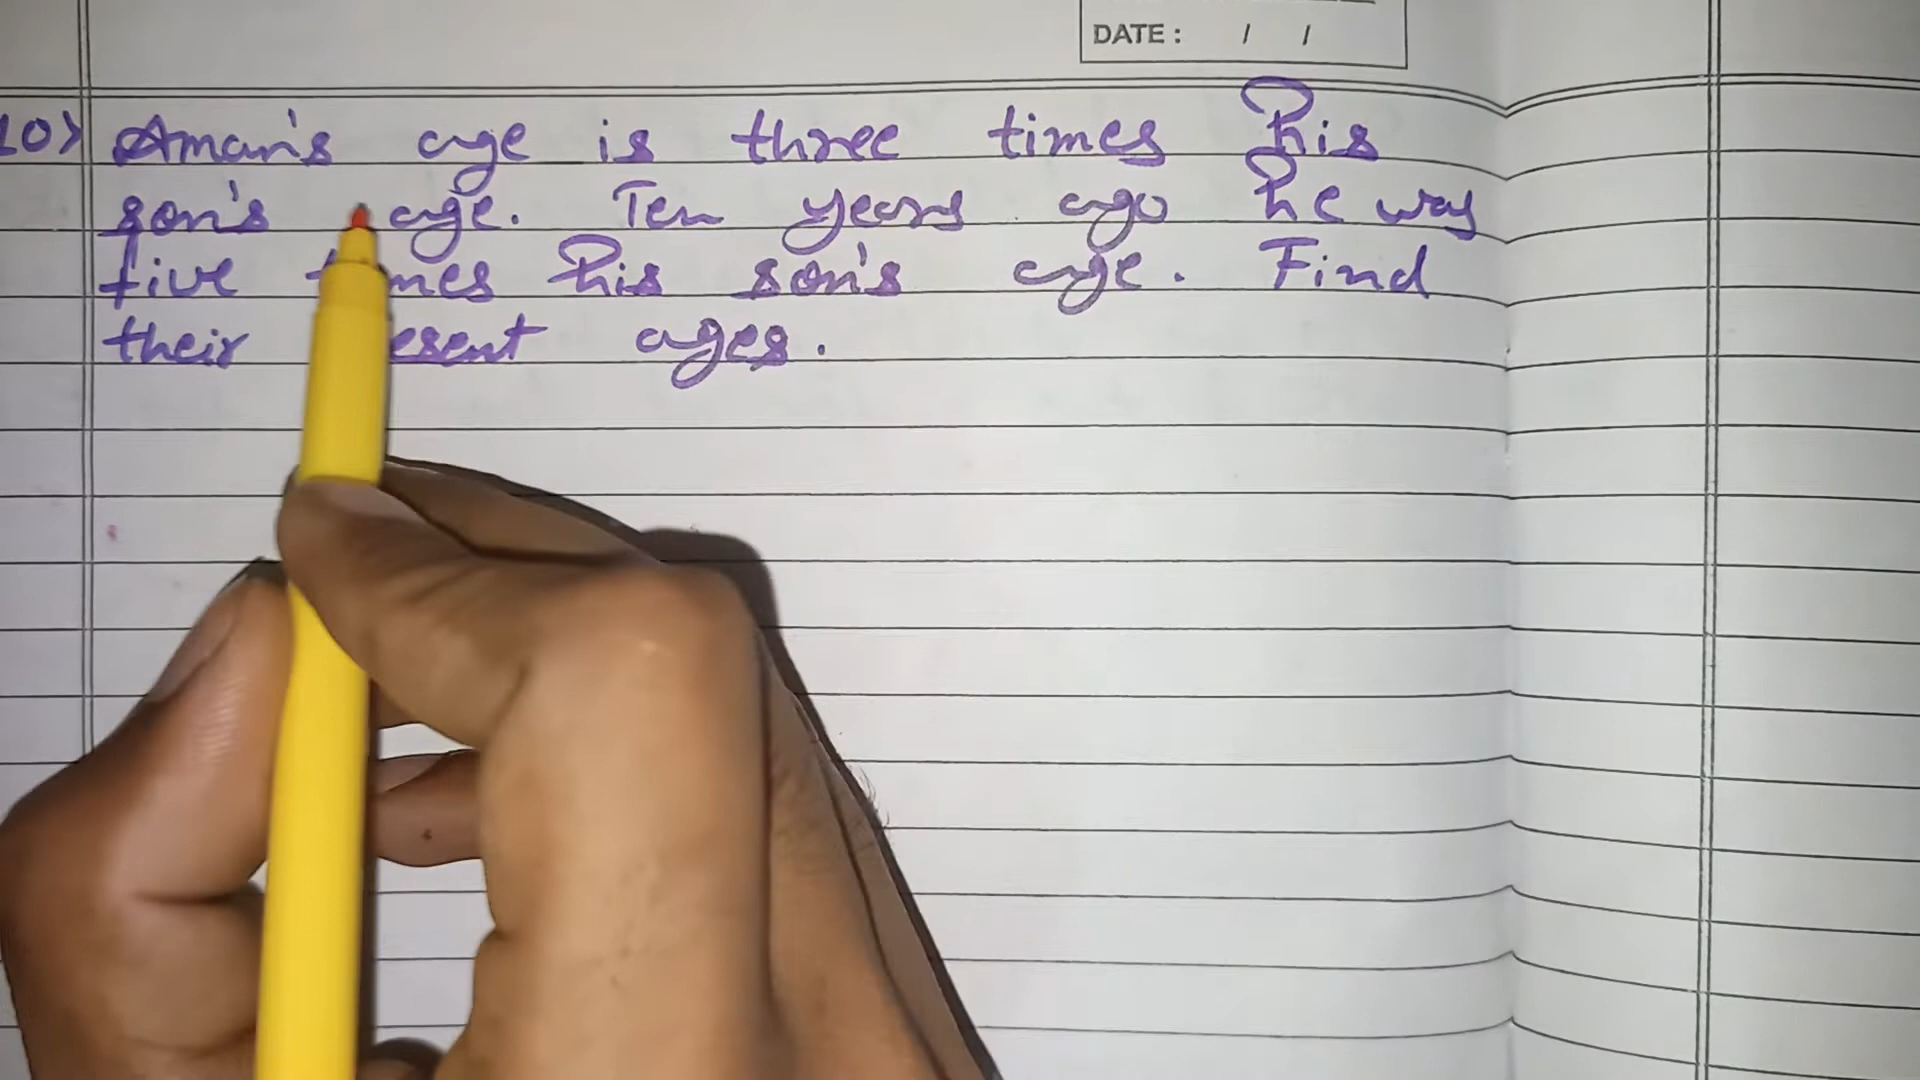 DATE : / /
10> Aman's age is three times his
son's age. Ten years ago he was
five times his son's age. Find
their present ages.